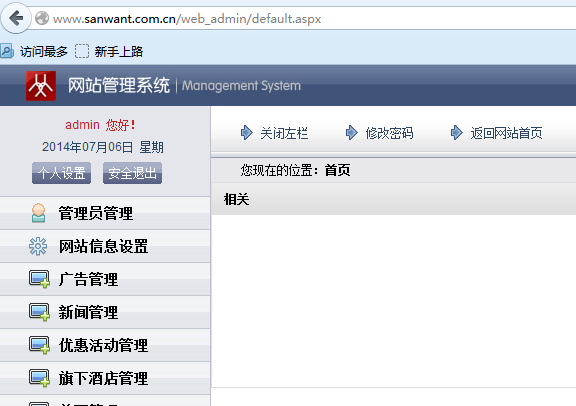 www.sanwant.com.cn/web_admin/default.aspx
访问最多 新手上路
网站管理系统 | Management System
admin 您好！
2014年07月06日 星期
个人设置 安全退出
关闭左栏 修改密码 返回网站首页
您现在的位置：首页
相关
管理员管理
网站信息设置
广告管理
新闻管理
优惠活动管理
旗下酒店管理